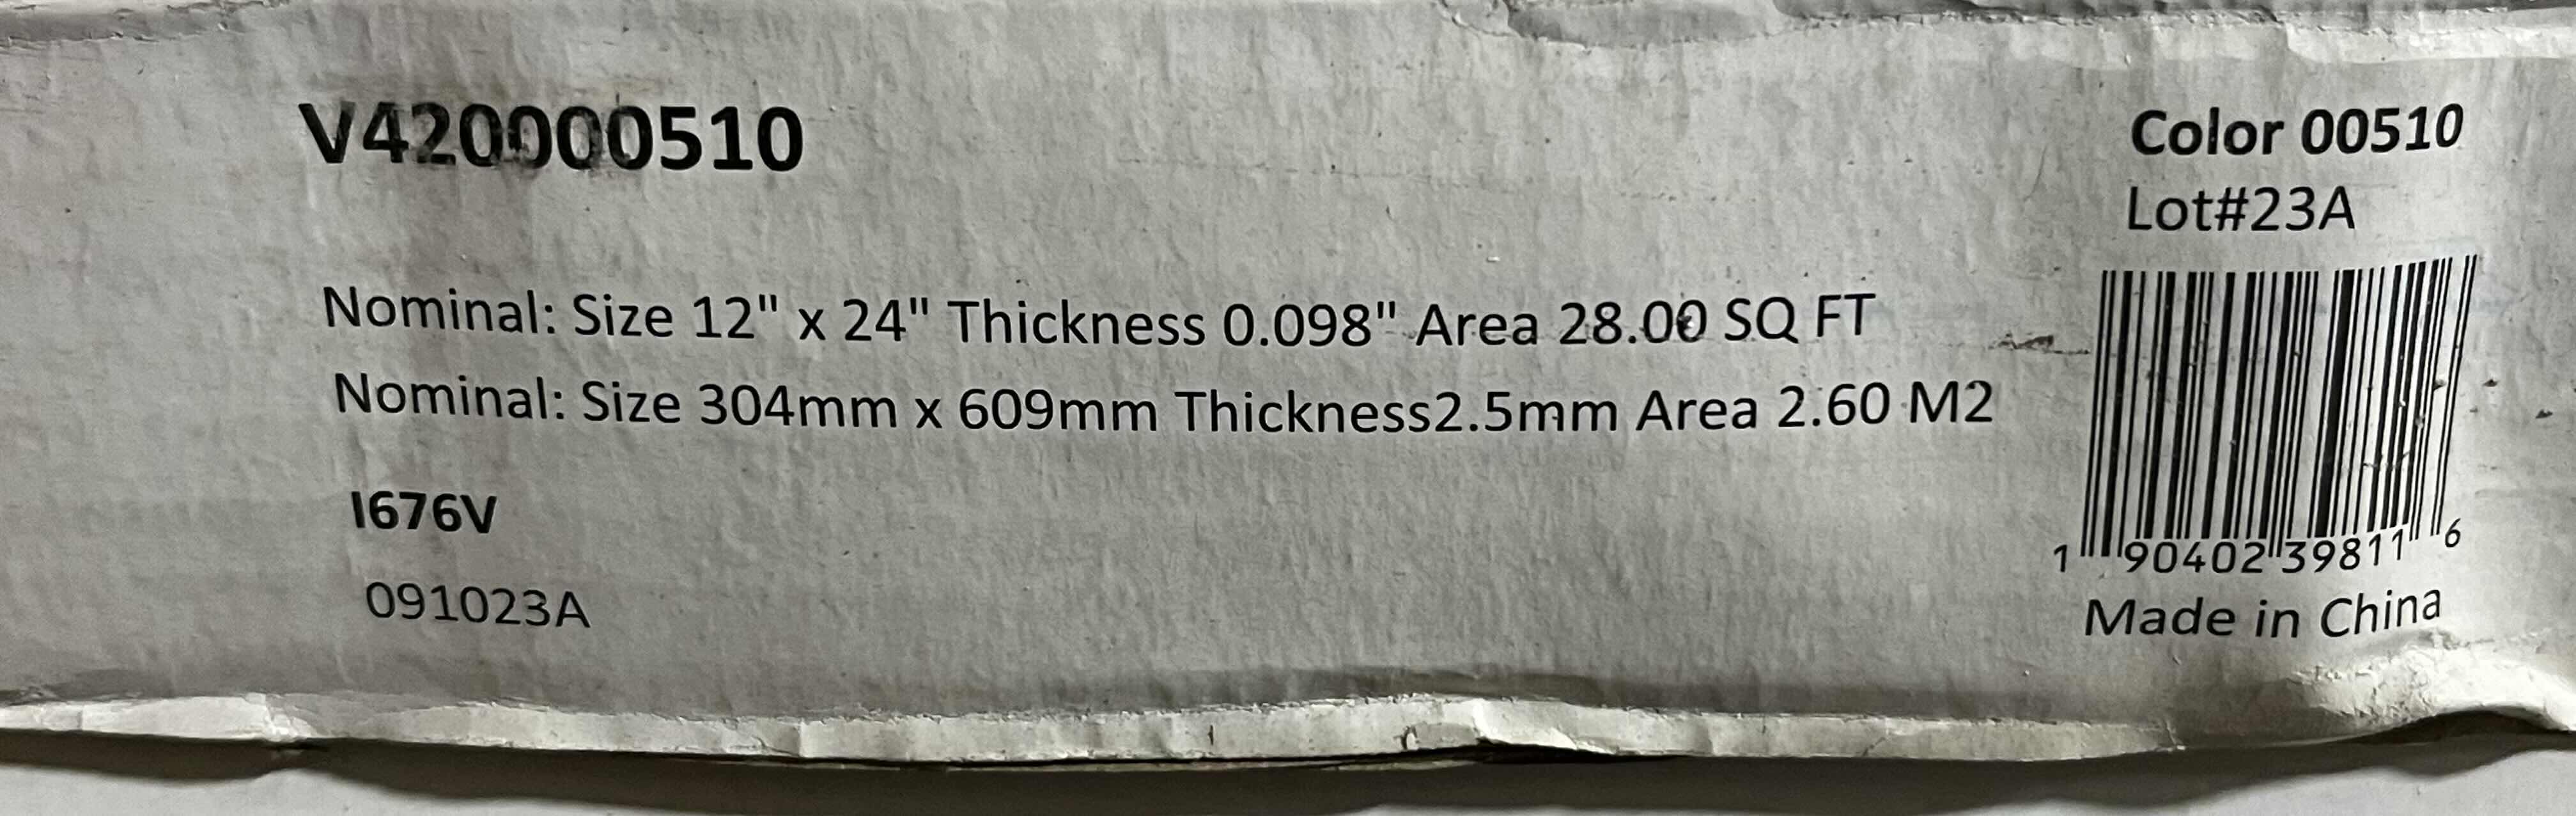 V420000510
Color 00510
Lot#23A
Nominal: Size 12" x 24" Thickness 0.098" Area 28.00 SQ FT
Nominal: Size 304mm x 609mm Thickness2.5mm Area 2.60 M2
I676V
091023A
1 90402 39811 6
Made in China